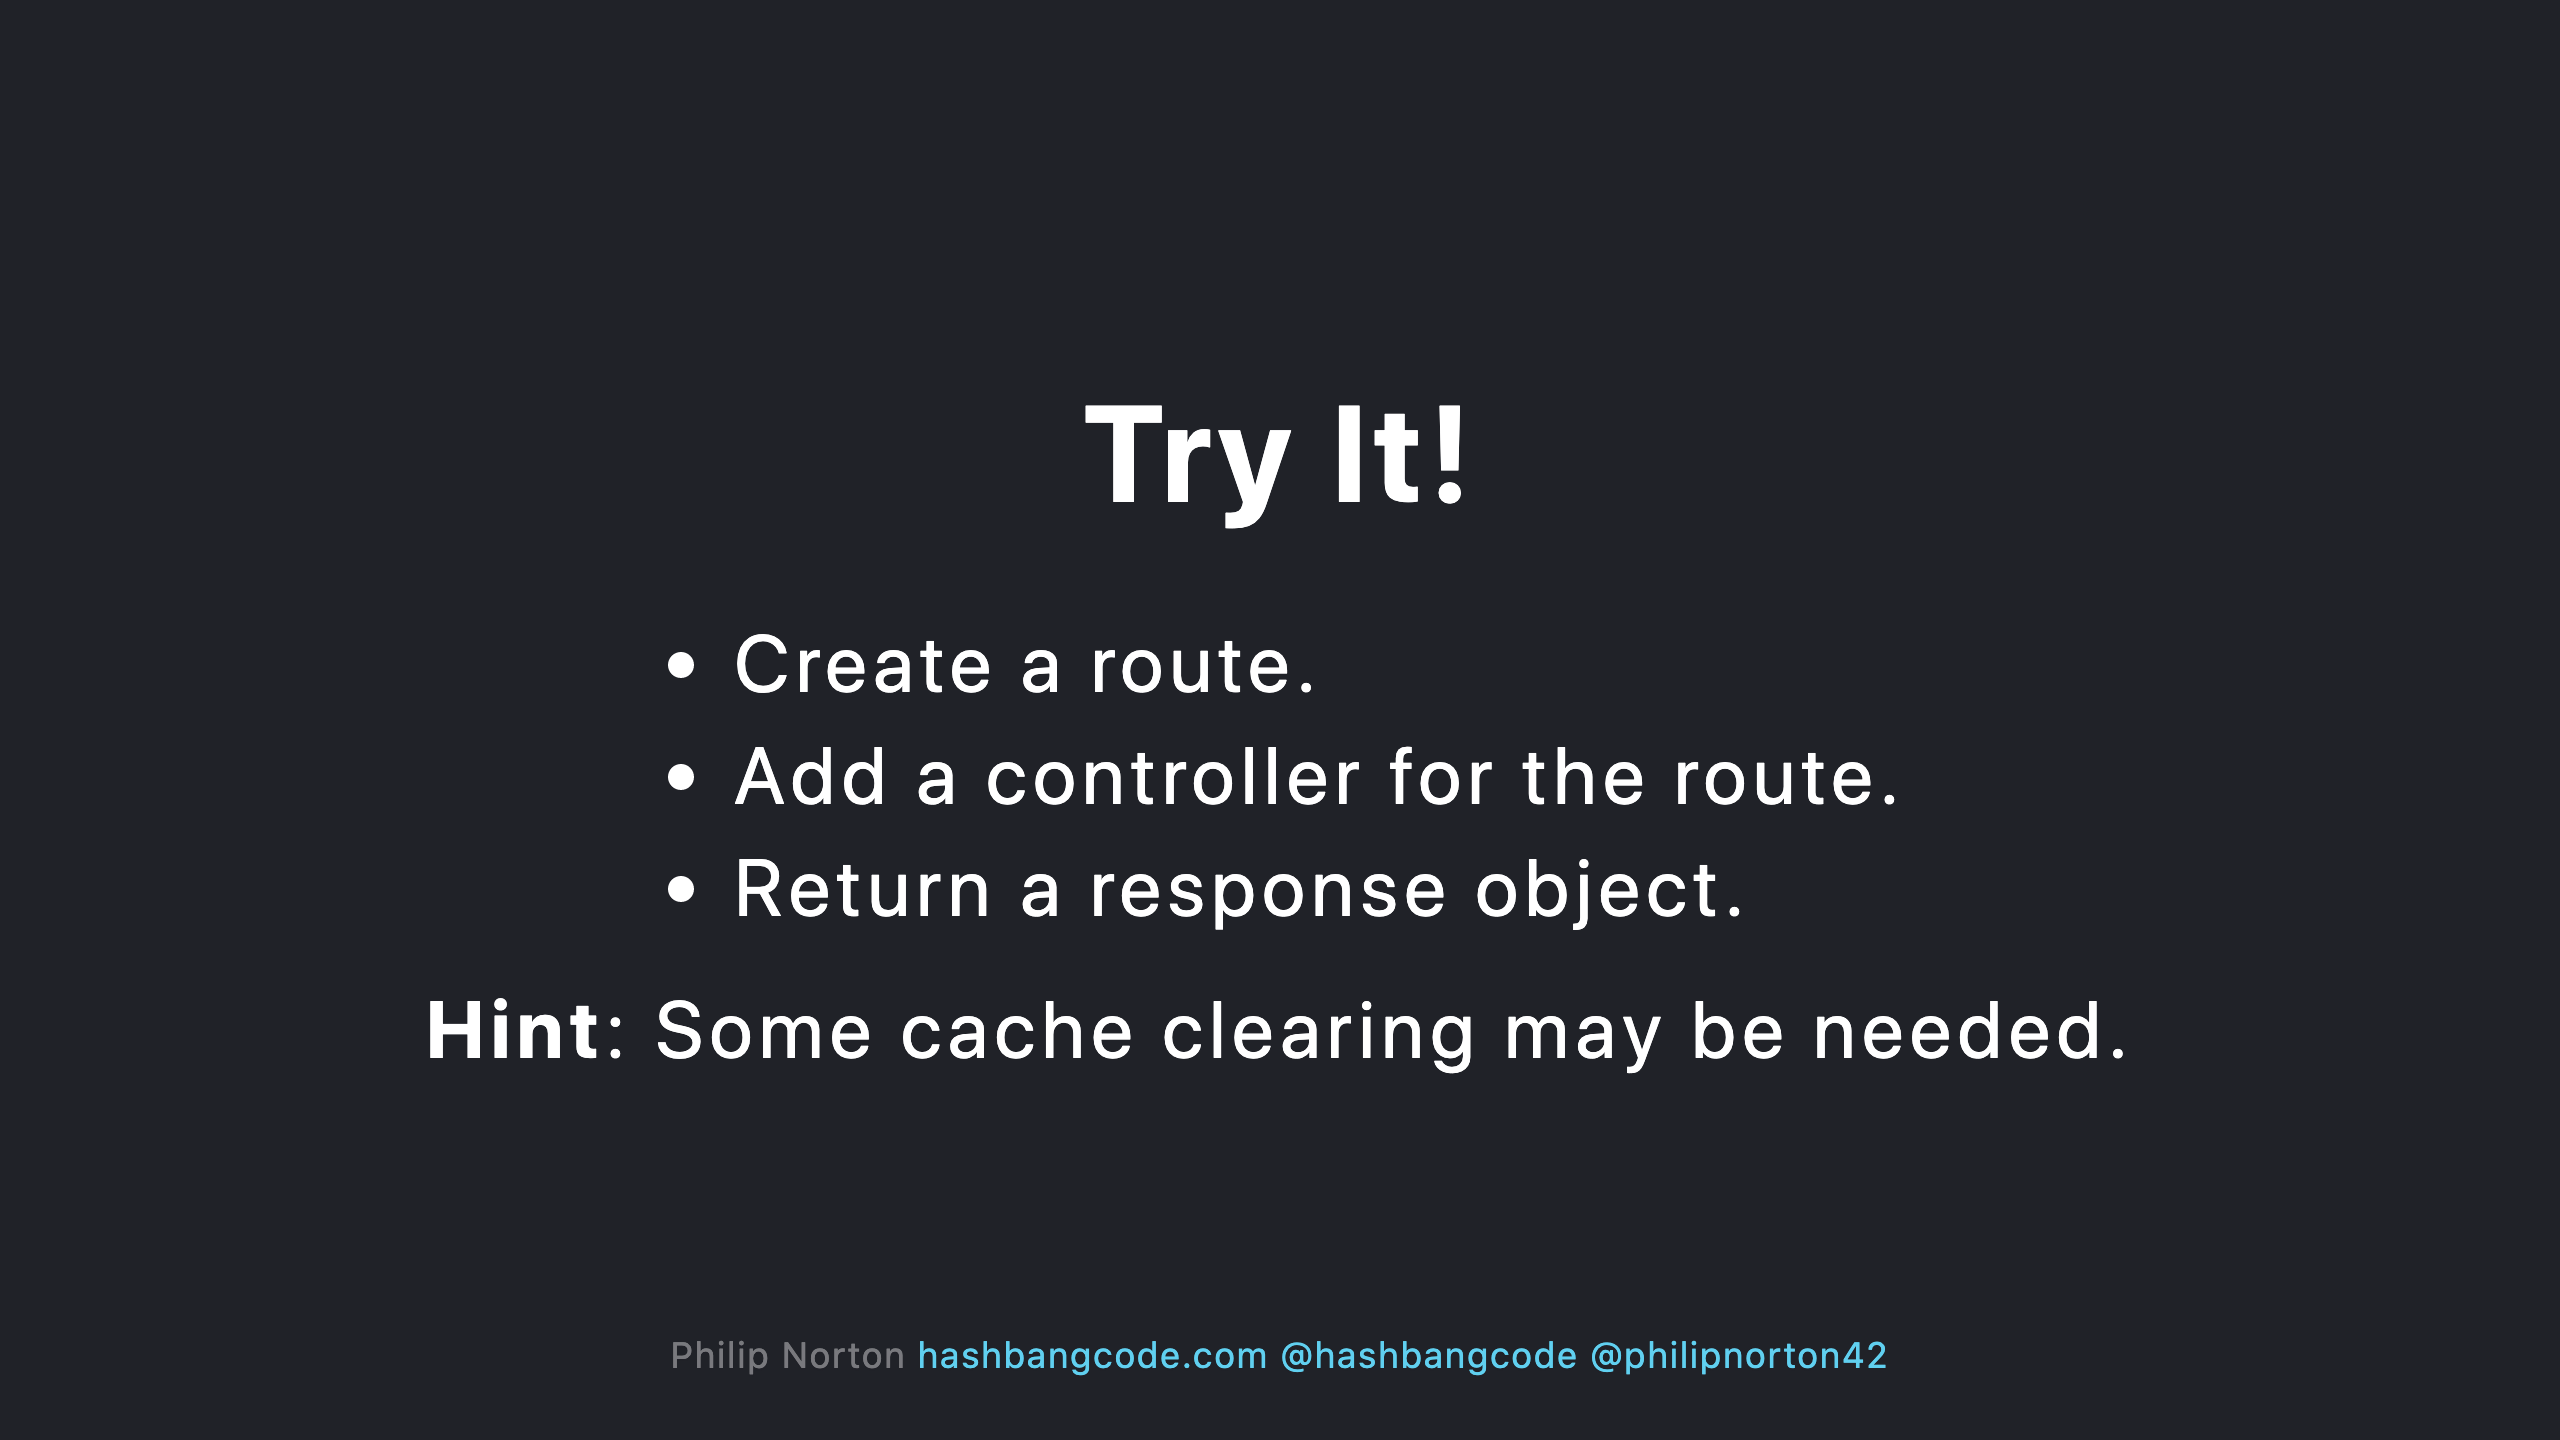 Try It!
• Create a route.
• Add a controller for the route.
• Return a response object.
Hint: Some cache clearing may be needed.
Philip Norton hashbangcode.com @hashbangcode @philipnorton42